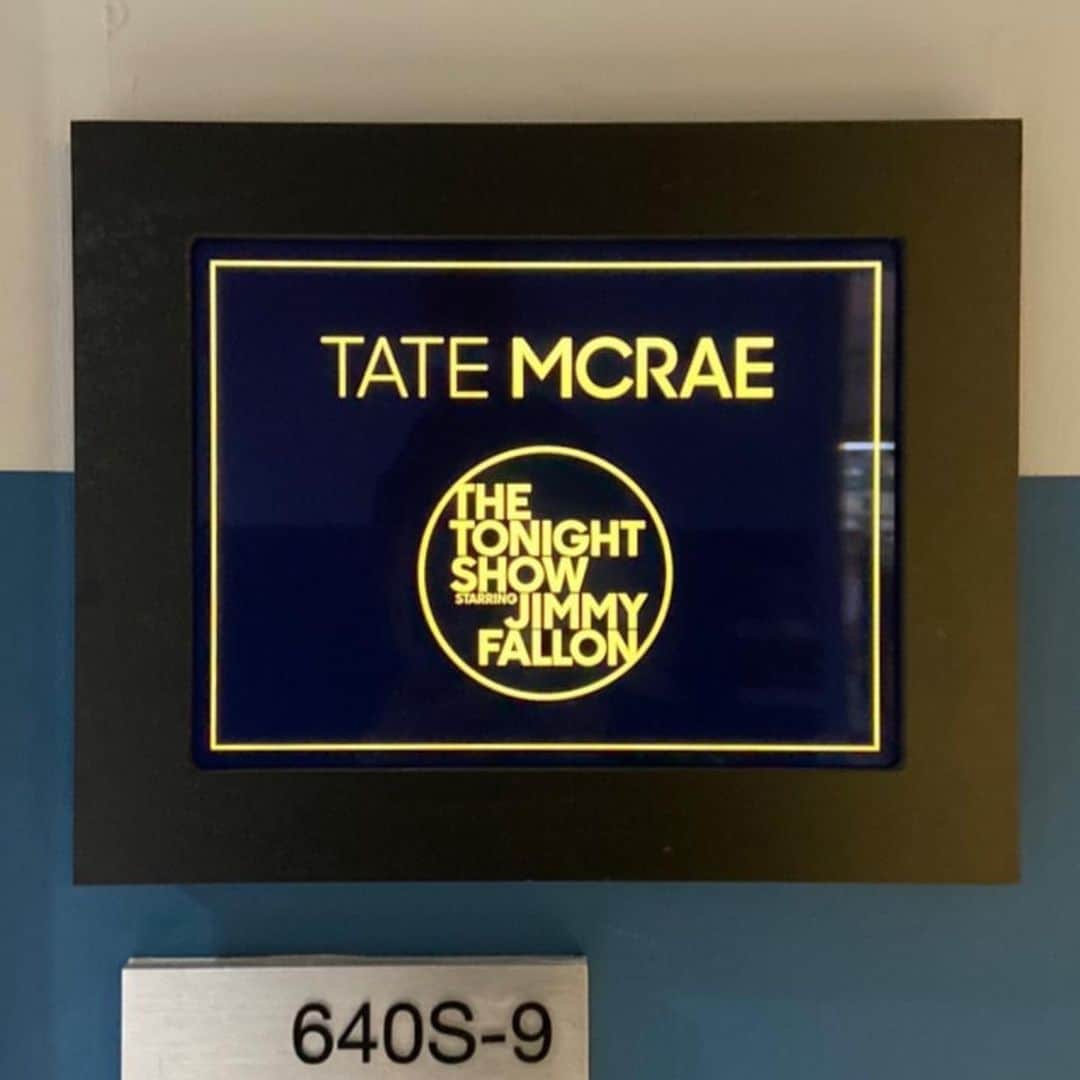 TATE MCRAE
THE
TONIGHT
SHOW
STARRING JIMMY
FALLON
640S-9